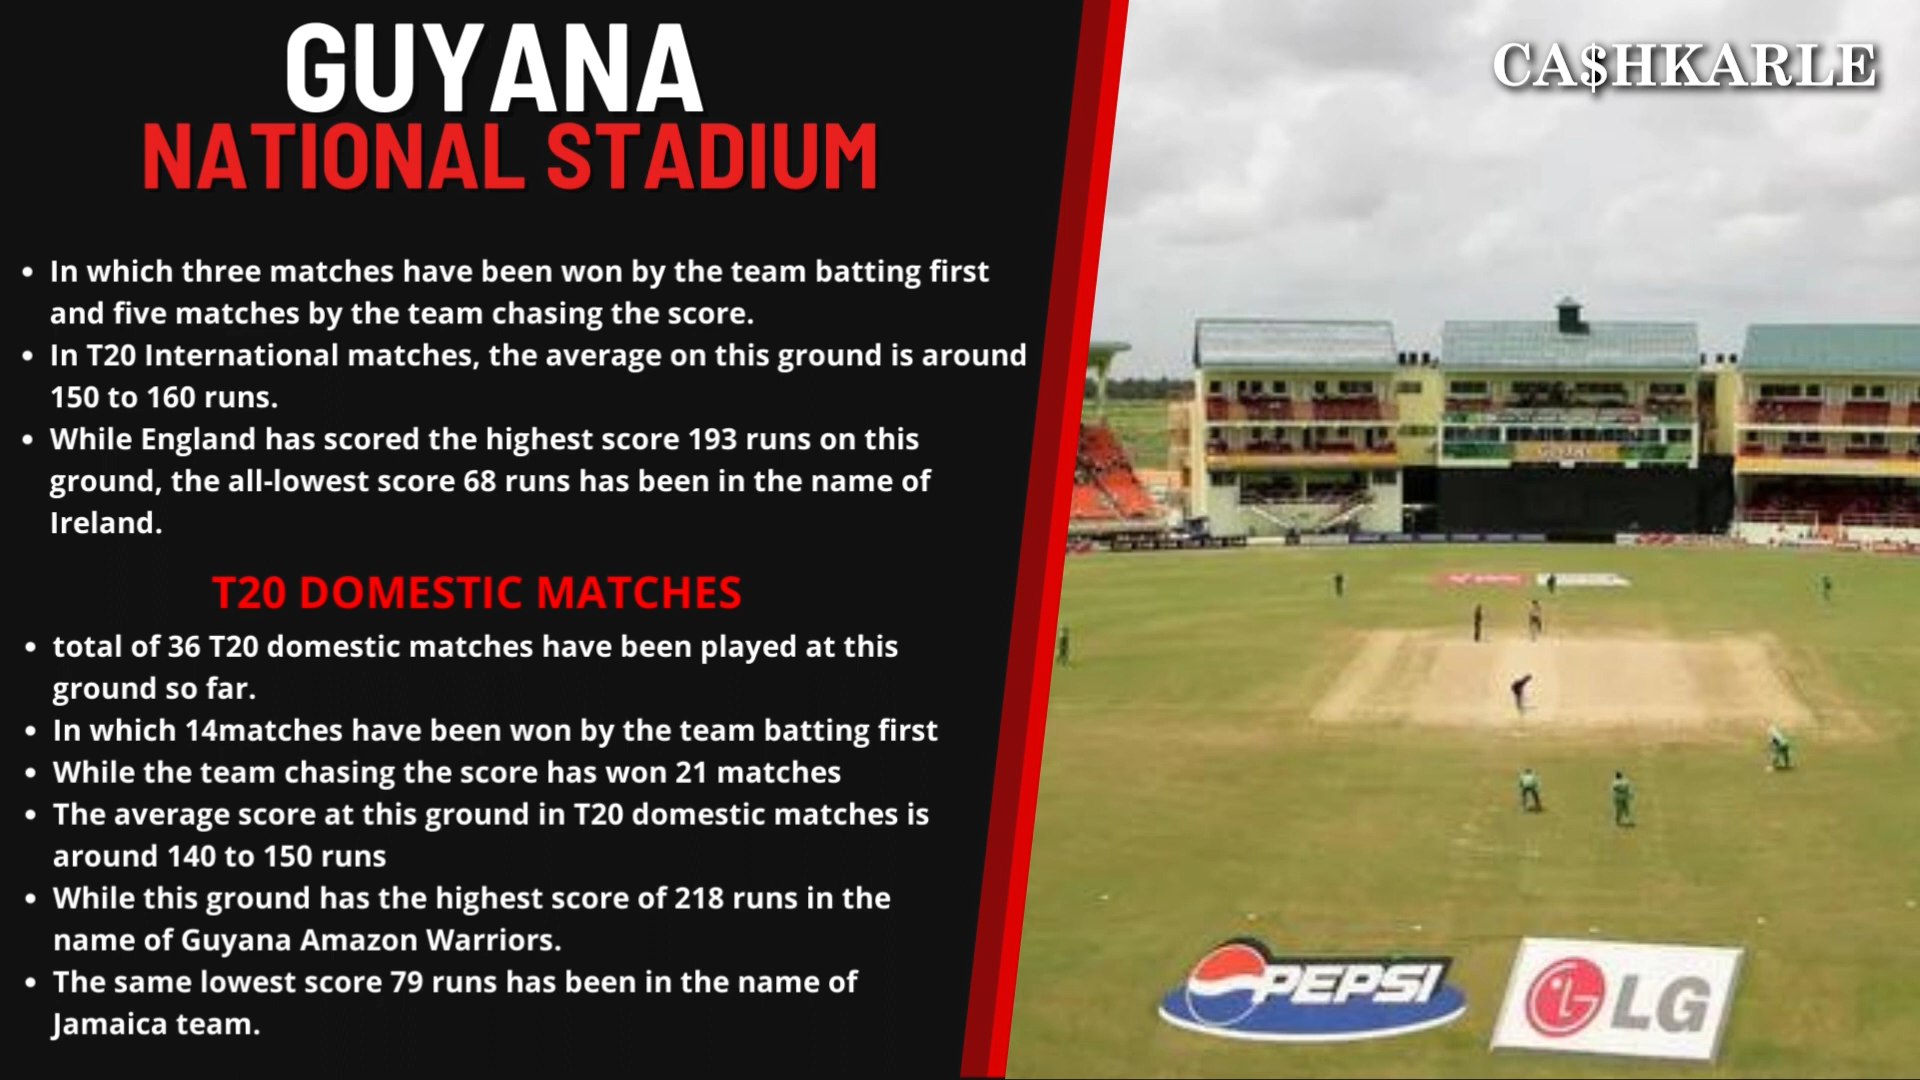 GUYANA
NATIONAL STADIUM
CA$HKARLE
• In which three matches have been won by the team batting first
and five matches by the team chasing the score.
• In T20 International matches, the average on this ground is around
150 to 160 runs.
• While England has scored the highest score 193 runs on this
ground, the all-lowest score 68 runs has been in the name of
Ireland.
T20 DOMESTIC MATCHES
• total of 36 T20 domestic matches have been played at this
ground so far.
• In which 14matches have been won by the team batting first
• While the team chasing the score has won 21 matches
• The average score at this ground in T20 domestic matches is
around 140 to 150 runs
• While this ground has the highest score of 218 runs in the
name of Guyana Amazon Warriors.
• The same lowest score 79 runs has been in the name of
Jamaica team.
PEPSI
LG